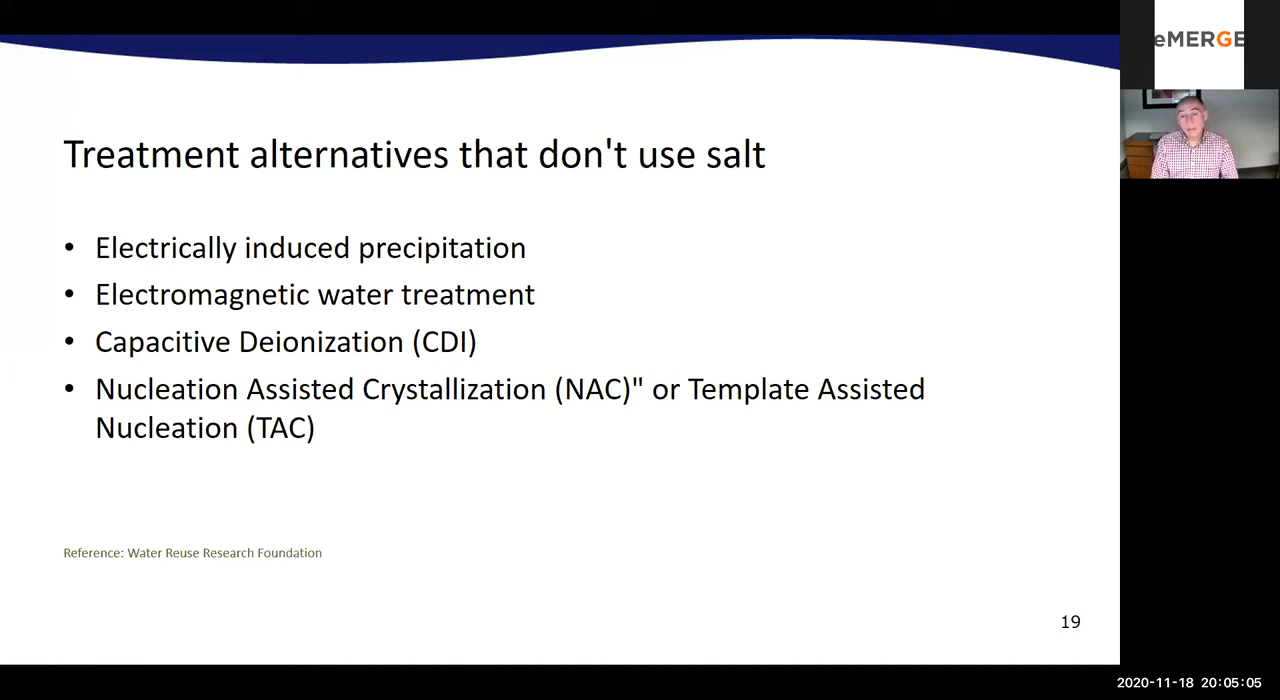 eMERGE
Treatment alternatives that don't use salt
• Electrically induced precipitation
• Electromagnetic water treatment
• Capacitive Deionization (CDI)
• Nucleation Assisted Crystallization (NAC)" or Template Assisted
Nucleation (TAC)
Reference: Water Reuse Research Foundation
19
2020-11-18 20:05:05